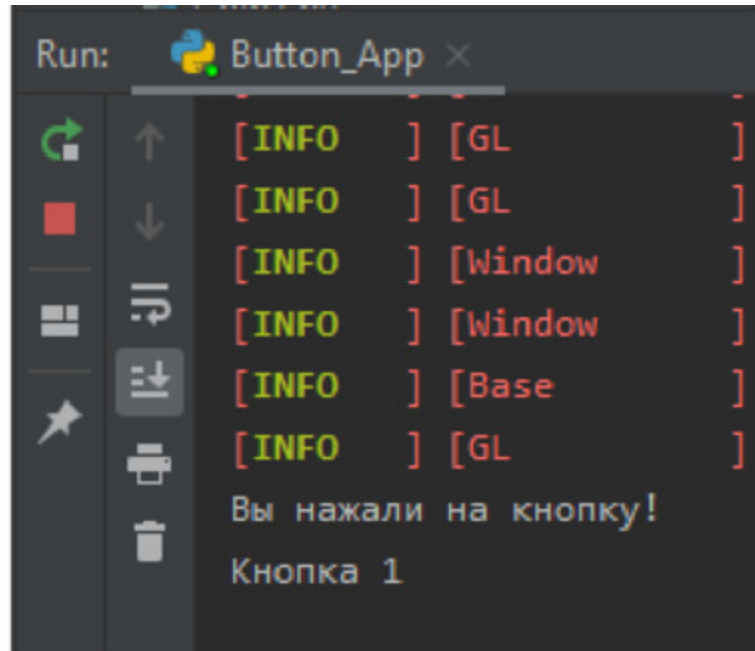 Run: Button_App
[INFO ] [GL ]
[INFO ] [GL ]
[INFO ] [Window ]
[INFO ] [Window ]
[INFO ] [Base ]
[INFO ] [GL ]
Вы нажали на кнопку!
Кнопка 1